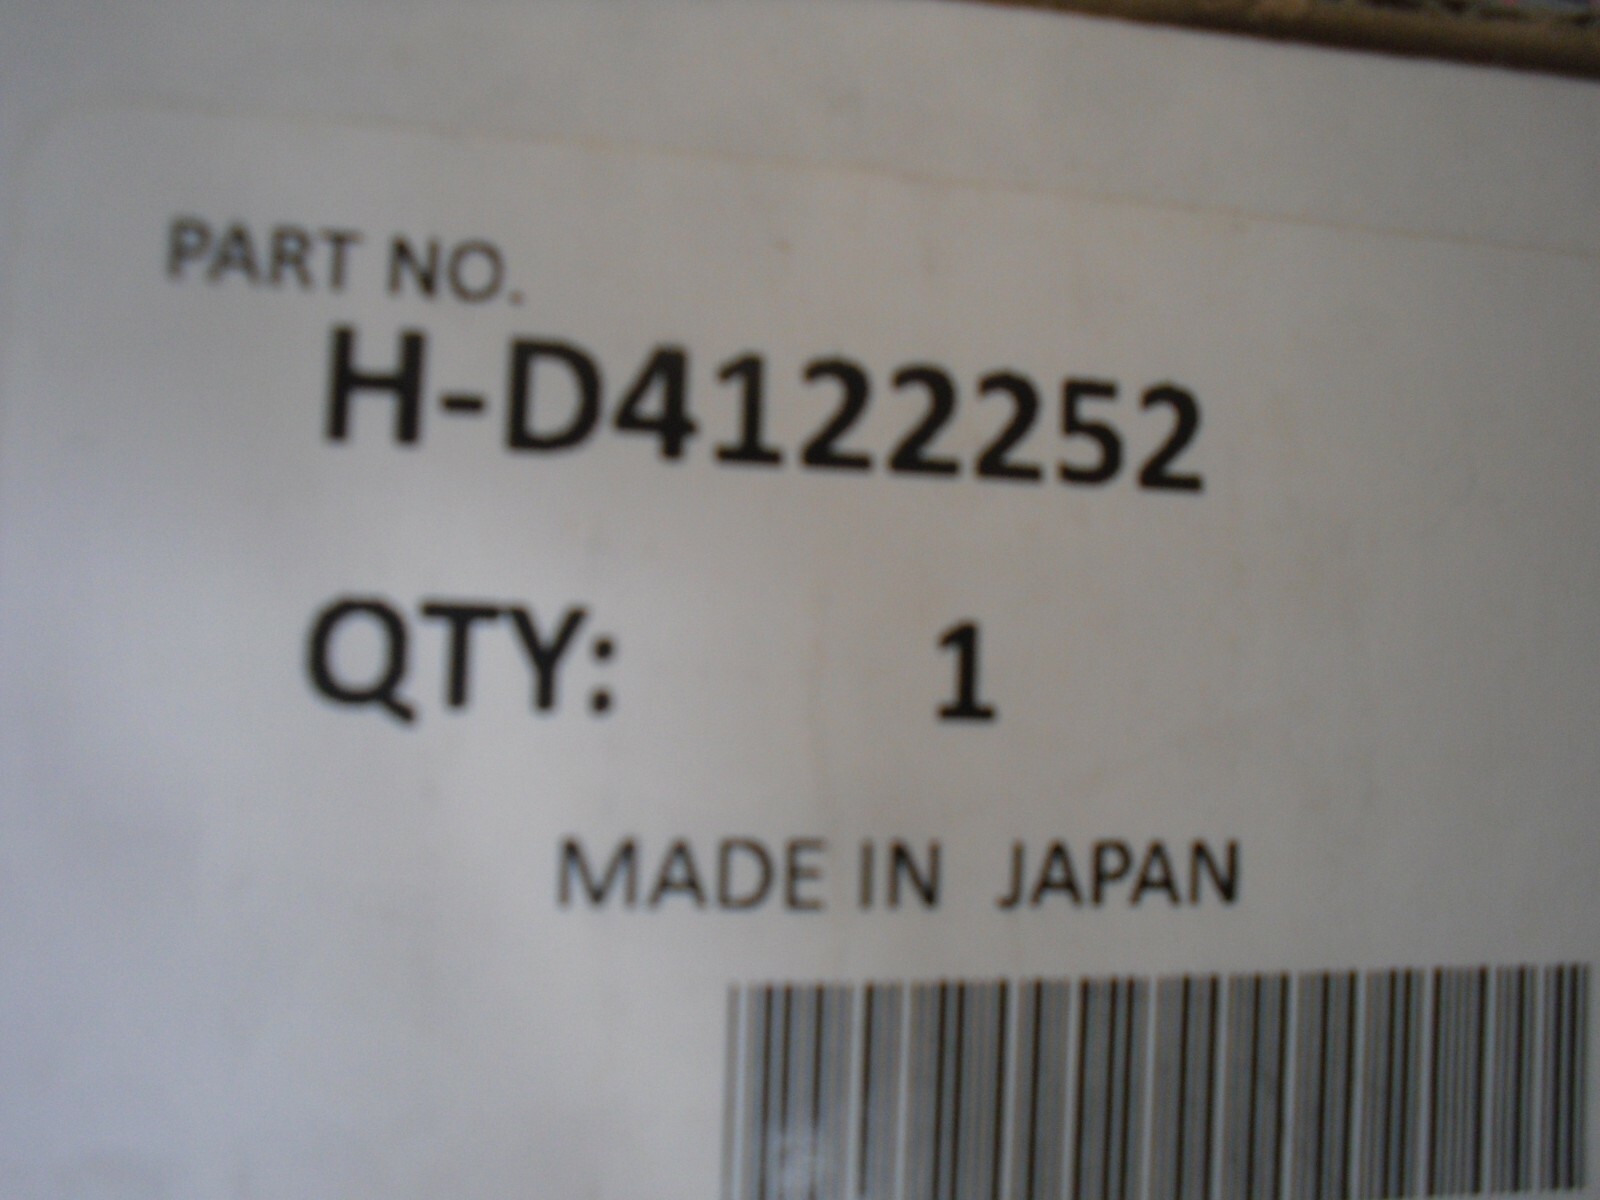 PART NO.
H-D4122252
QTY: 1
MADE IN JAPAN